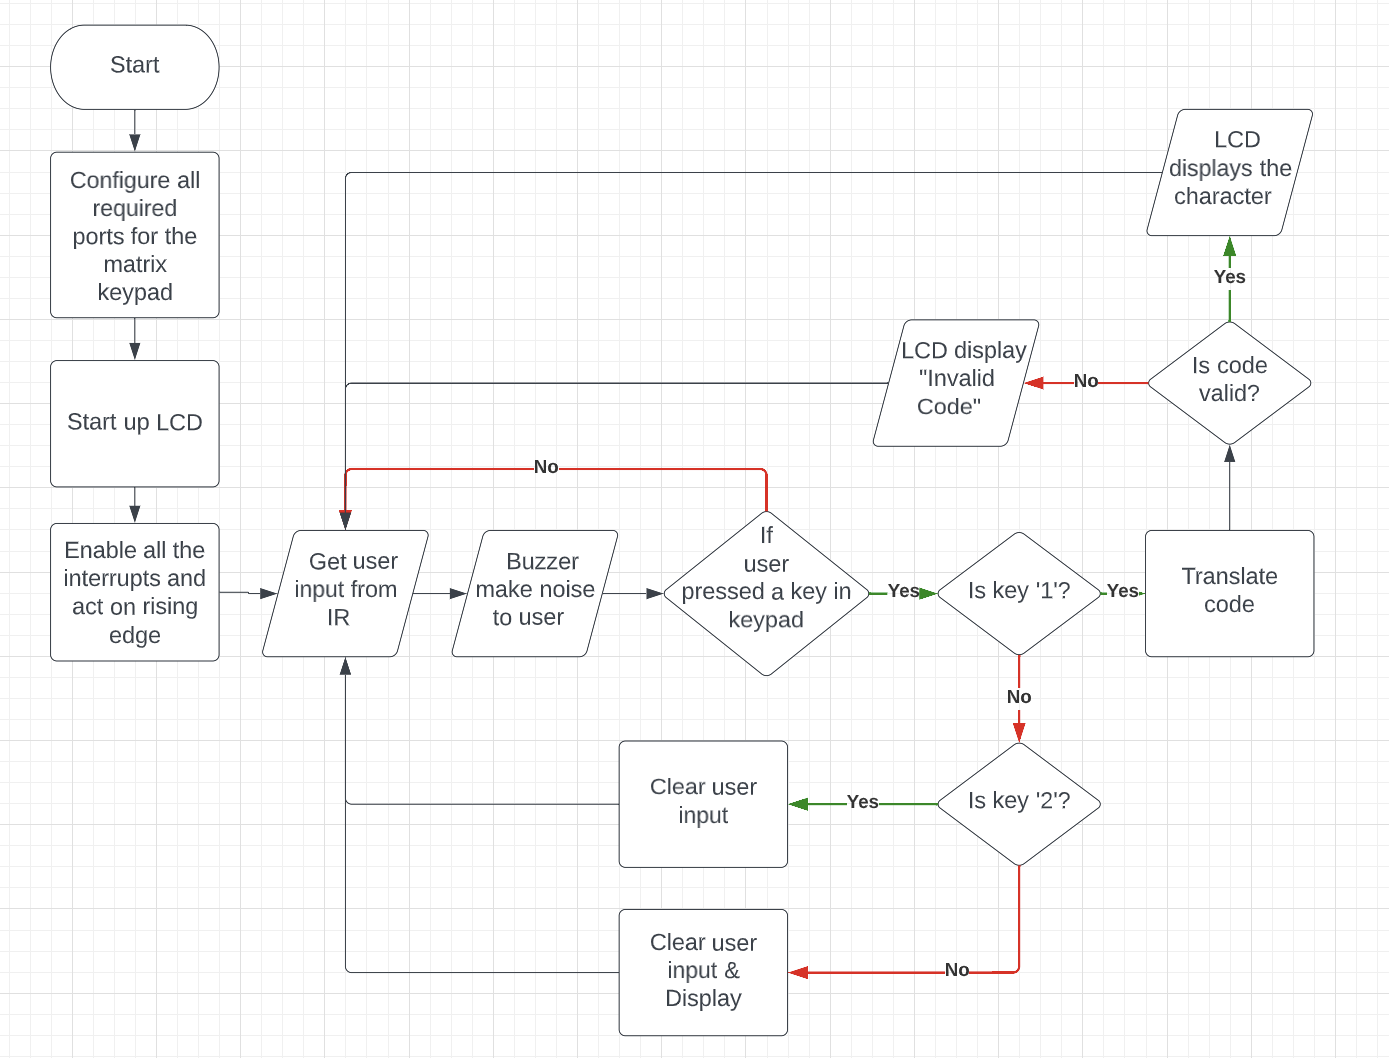 Start
Configure all
required
ports for the
matrix
keypad
Start up LCD
Enable all the
interrupts and
act on rising
edge
Get user
input from
IR
Buzzer
make noise
to user
If
user
pressed a key in
keypad
No
Yes
Is key '1'?
Yes
Translate
code
Is code
valid?
Yes
LCD
displays the
character
No
LCD display
"Invalid
Code"
No
Is key '2'?
Yes
Clear user
input
No
Clear user
input &
Display